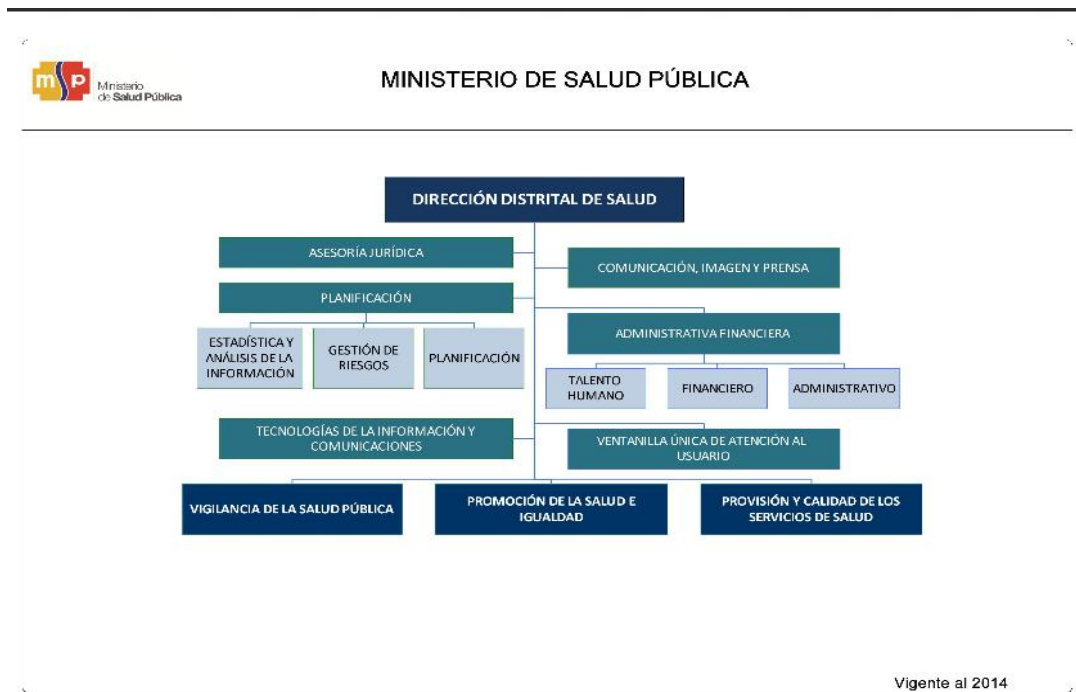 msp
Ministerio
de Salud Pública
MINISTERIO DE SALUD PÚBLICA
DIRECCIÓN DISTRITAL DE SALUD
ASESORÍA JURÍDICA
COMUNICACIÓN, IMAGEN Y PRENSA
PLANIFICACIÓN
ESTADÍSTICA Y
ANÁLISIS DE LA
INFORMACIÓN
GESTIÓN DE
RIESGOS
PLANIFICACIÓN
ADMINISTRATIVA FINANCIERA
TALENTO
HUMANO
FINANCIERO
ADMINISTRATIVO
TECNOLOGÍAS DE LA INFORMACIÓN Y
COMUNICACIONES
VENTANILLA ÚNICA DE ATENCIÓN AL
USUARIO
VIGILANCIA DE LA SALUD PÚBLICA
PROMOCIÓN DE LA SALUD E
IGUALDAD
PROVISIÓN Y CALIDAD DE LOS
SERVICIOS DE SALUD
Vigente al 2014